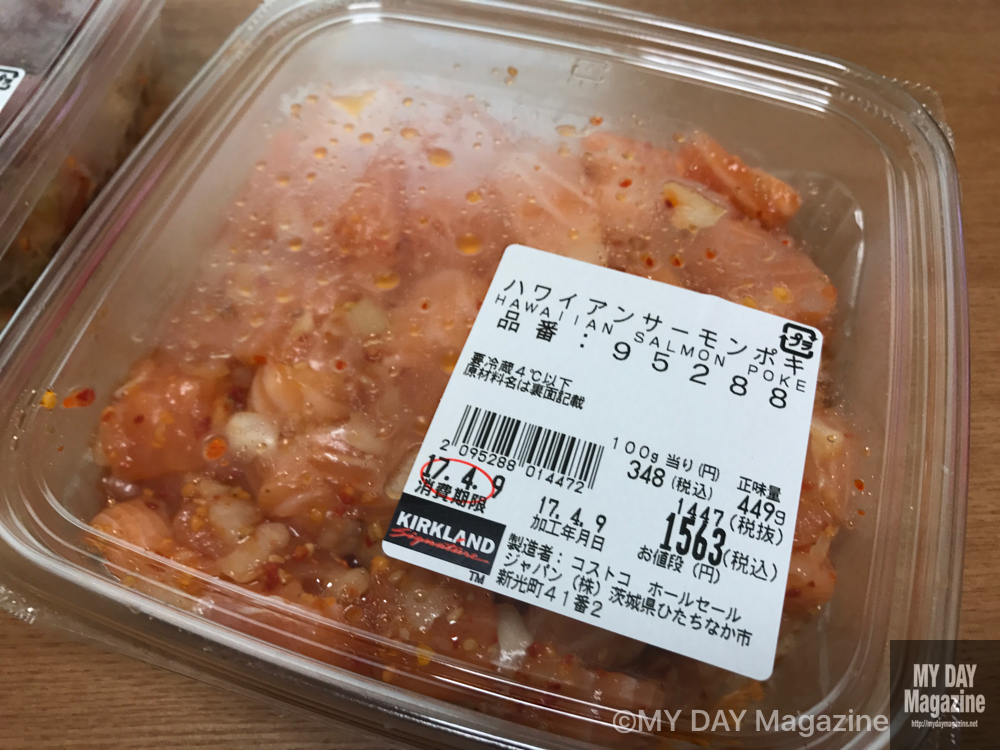 ハワイアンサーモンポキ
HAWAIIAN SALMON POKE
品番：95288
プラ
要冷蔵4℃以下
原材料名は裏面記載
2 095288 014472
100g当り(円)
348(税込)
正味量
449g
17.4.9
消費期限
17.4.9
加工年月日
1447(税抜)
1563(税込)
お値段(円)
KIRKLAND
Signature
TM
製造者：コストコ ホールセール
ジャパン(株)茨城県ひたちなか市
新光町41番2
©MY DAY Magazine
MY DAY
Magazine
http://mydaymagazine.net